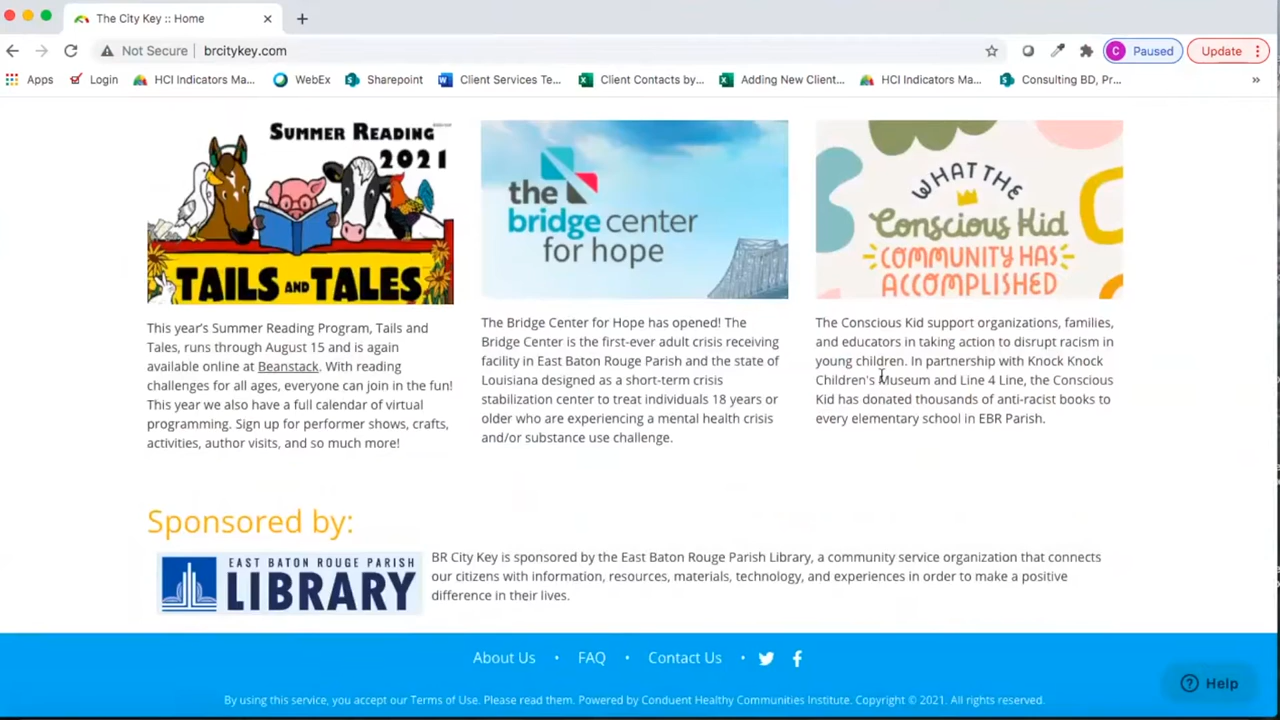 The City Key :: Home
Not Secure brcitykey.com
C Paused
Update
Apps Login HCI Indicators Ma... WebEx Sharepoint Client Services Te... Client Contacts by... Adding New Client... HCI Indicators Ma... Consulting BD, Pr... »
SUMMER READING
2021
TAILS AND TALES
This year's Summer Reading Program, Tails and
Tales, runs through August 15 and is again
available online at Beanstack. With reading
challenges for all ages, everyone can join in the fun!
This year we also have a full calendar of virtual
programming. Sign up for performer shows, crafts,
activities, author visits, and so much more!
the
bridge center
for hope
The Bridge Center for Hope has opened! The
Bridge Center is the first-ever adult crisis receiving
facility in East Baton Rouge Parish and the state of
Louisiana designed as a short-term crisis
stabilization center to treat individuals 18 years or
older who are experiencing a mental health crisis
and/or substance use challenge.
WHAT THE
Conscious Kid
COMMUNITY HAS
ACCOMPLISHED
The Conscious Kid support organizations, families,
and educators in taking action to disrupt racism in
young children. In partnership with Knock Knock
Children's Museum and Line 4 Line, the Conscious
Kid has donated thousands of anti-racist books to
every elementary school in EBR Parish.
Sponsored by:
EAST BATON ROUGE PARISH
LIBRARY
BR City Key is sponsored by the East Baton Rouge Parish Library, a community service organization that connects
our citizens with information, resources, materials, technology, and experiences in order to make a positive
difference in their lives.
About Us • FAQ • Contact Us •
Help
By using this service, you accept our Terms of Use. Please read them. Powered by Conduent Healthy Communities Institute. Copyright © 2021. All rights reserved.